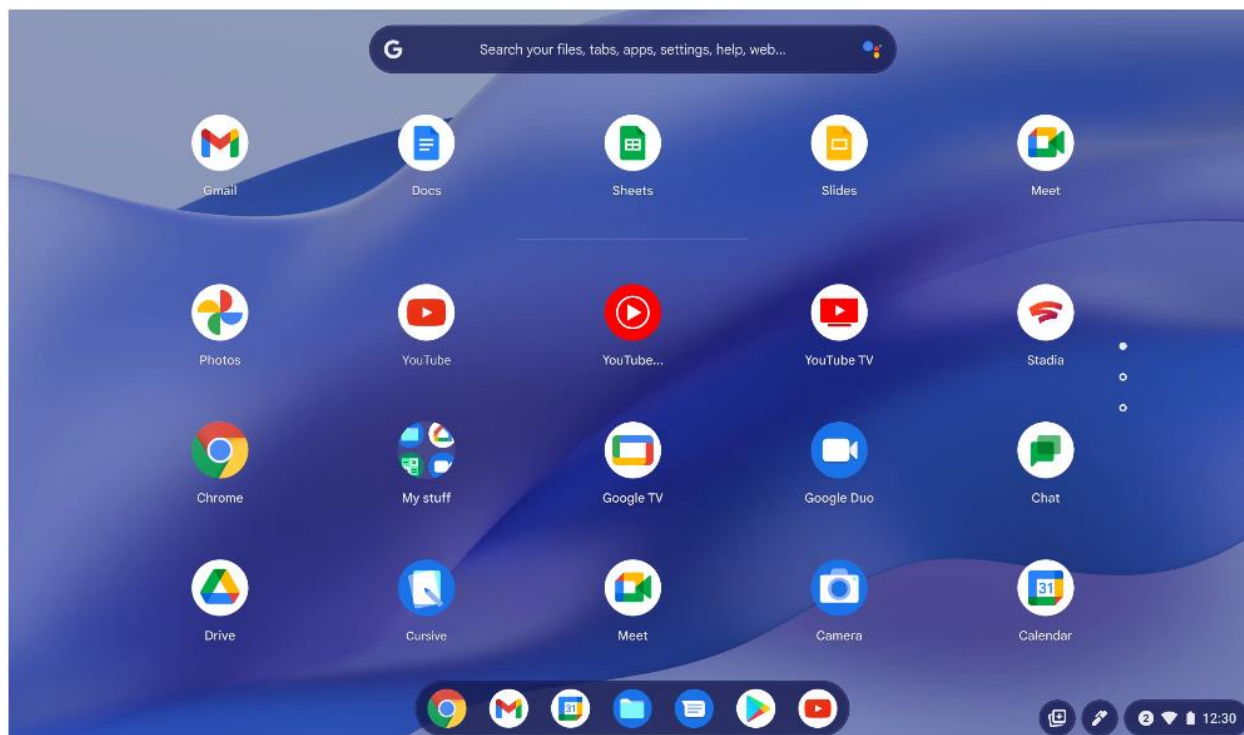 G Search your files, tabs, apps, settings, help, web...
Gmail Docs Sheets Slides Meet
Photos YouTube YouTube... YouTube TV Stadia
Chrome My stuff Google TV Google Duo Chat
31
Drive Cursive Meet Camera Calendar
31
2 12:30